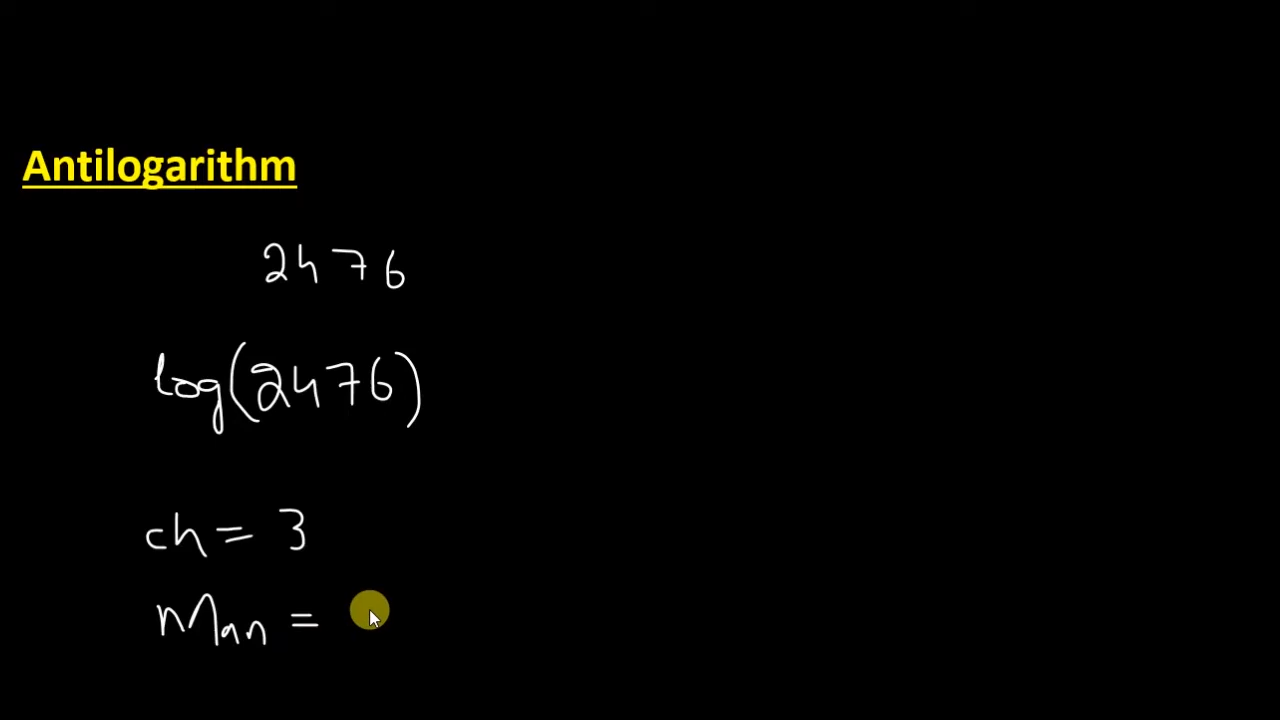 Antilogarithm
2476
log(2476)
ch = 3
Man =